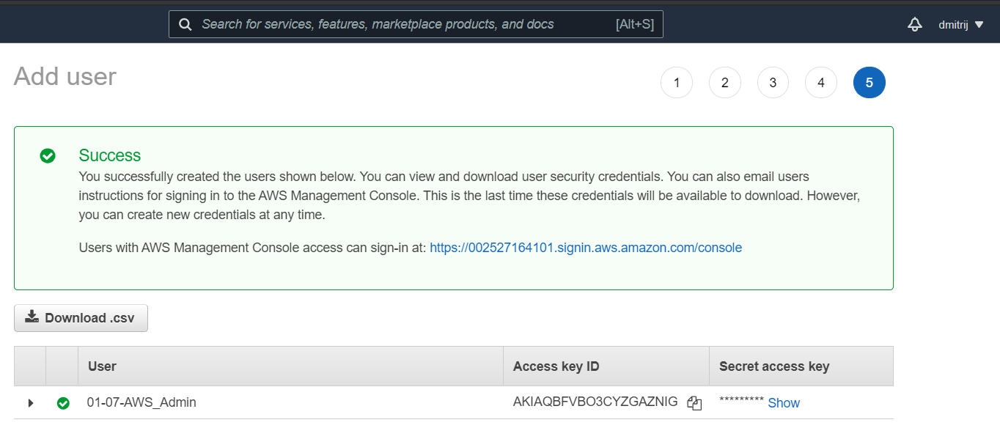 Search for services, features, marketplace products, and docs [Alt+S]
dmitrij
Add user
1 2 3 4 5
Success
You successfully created the users shown below. You can view and download user security credentials. You can also email users
instructions for signing in to the AWS Management Console. This is the last time these credentials will be available to download. However,
you can create new credentials at any time.
Users with AWS Management Console access can sign-in at: https://002527164101.signin.aws.amazon.com/console
Download .csv
User Access key ID Secret access key
01-07-AWS_Admin AKIAQBFVBO3CYZGAZNIG ********* Show